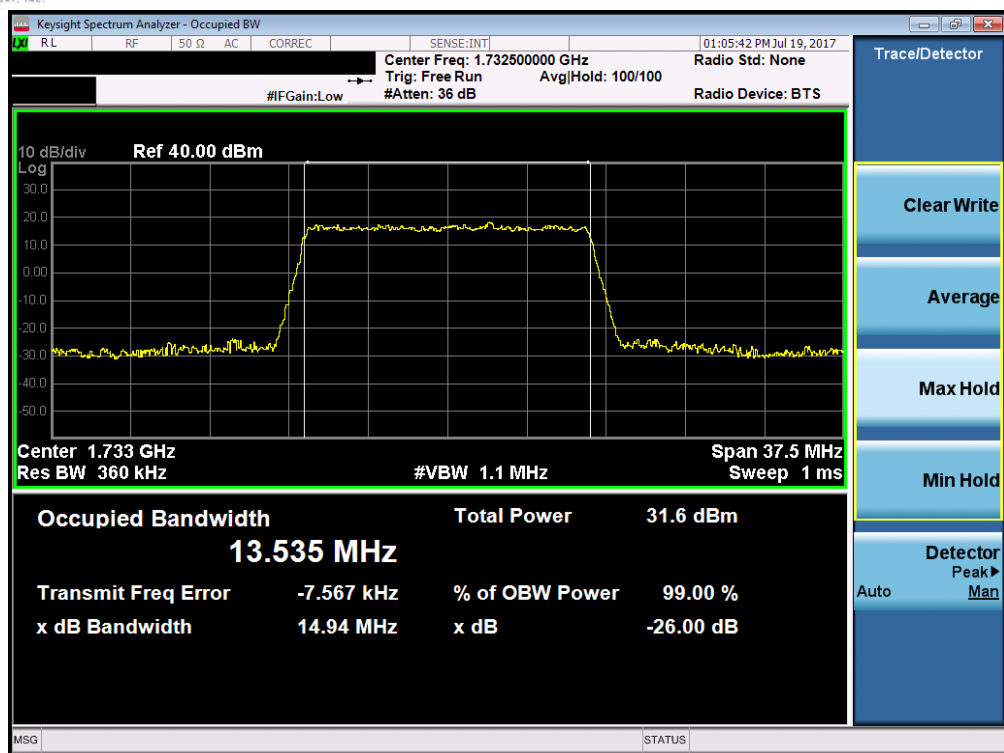 Keysight Spectrum Analyzer - Occupied BW
LXI RL RF 50 Ω AC CORREC SENSE:INT 01:05:42 PM Jul 19, 2017
Center Freq: 1.732500000 GHz Radio Std: None
Trig: Free Run Avg|Hold: 100/100
#IFGain:Low #Atten: 36 dB Radio Device: BTS
Trace/Detector
10 dB/div Ref 40.00 dBm
Log
30.0
20.0
10.0
0.00
-10.0
-20.0
-30.0
-40.0
-50.0
Center 1.733 GHz Span 37.5 MHz
Res BW 360 kHz #VBW 1.1 MHz Sweep 1 ms
Occupied Bandwidth Total Power 31.6 dBm
13.535 MHz
Transmit Freq Error -7.567 kHz % of OBW Power 99.00 %
x dB Bandwidth 14.94 MHz x dB -26.00 dB
Clear Write
Average
Max Hold
Min Hold
Detector
Peak▶
Auto Man
MSG STATUS